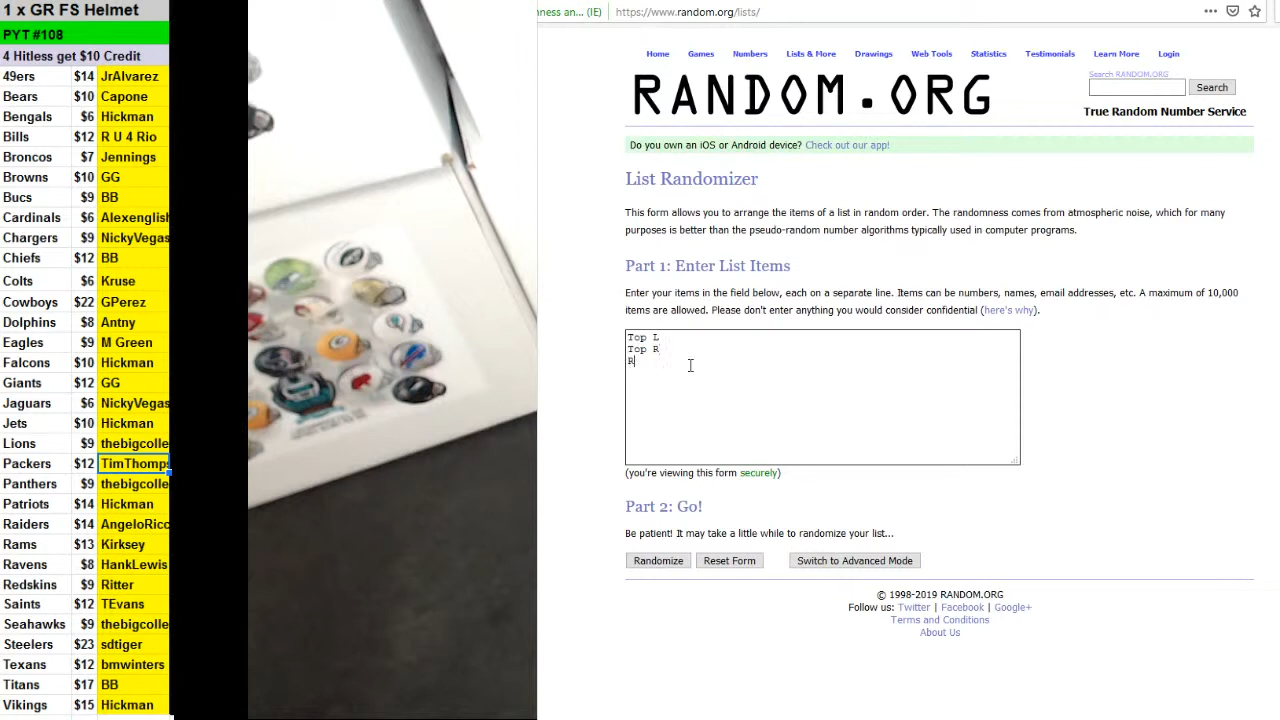 1 x GR FS Helmet
PYT #108
4 Hitless get $10 Credit
49ers $14 JrAlvarez
Bears $10 Capone
Bengals $6 Hickman
Bills $12 R U 4 Rio
Broncos $7 Jennings
Browns $10 GG
Bucs $9 BB
Cardinals $6 Alexenglish
Chargers $9 NickyVegas
Chiefs $12 BB
Colts $6 Kruse
Cowboys $22 GPerez
Dolphins $8 Antny
Eagles $9 M Green
Falcons $10 Hickman
Giants $12 GG
Jaguars $6 NickyVegas
Jets $10 Hickman
Lions $9 thebigcolle
Packers $12 TimThomps
Panthers $9 thebigcolle
Patriots $14 Hickman
Raiders $14 AngeloRicc
Rams $13 Kirksey
Ravens $8 HankLewis
Redskins $9 Ritter
Saints $12 TEvans
Seahawks $9 thebigcolle
Steelers $23 sdtiger
Texans $12 bmwinters
Titans $17 BB
Vikings $15 Hickman
ness an... (IE) https://www.random.org/lists/
Home Games Numbers Lists & More Drawings Web Tools Statistics Testimonials Learn More Login
RANDOM.ORG
Search RANDOM.ORG
Search
True Random Number Service
Do you own an iOS or Android device? Check out our app!
List Randomizer
This form allows you to arrange the items of a list in random order. The randomness comes from atmospheric noise, which for many
purposes is better than the pseudo-random number algorithms typically used in computer programs.
Part 1: Enter List Items
Enter your items in the field below, each on a separate line. Items can be numbers, names, email addresses, etc. A maximum of 10,000
items are allowed. Please don't enter anything you would consider confidential (here's why).
Top L
Top R
R
(you're viewing this form securely)
Part 2: Go!
Be patient! It may take a little while to randomize your list...
Randomize Reset Form Switch to Advanced Mode
© 1998-2019 RANDOM.ORG
Follow us: Twitter | Facebook | Google+
Terms and Conditions
About Us